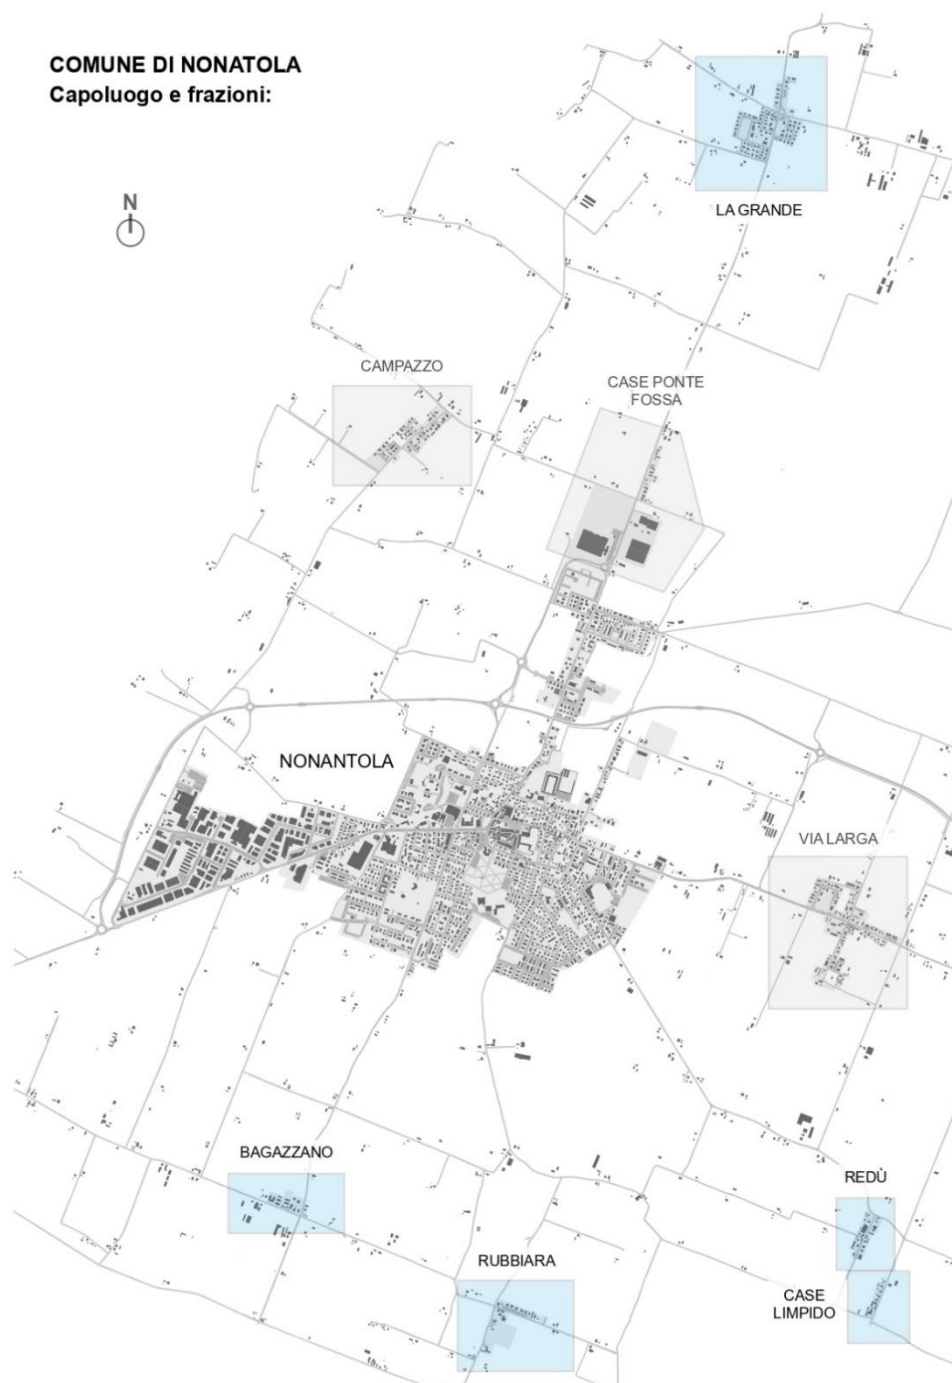 COMUNE DI NONATOLA
Capoluogo e frazioni:
N
LA GRANDE
CAMPAZZO
CASE PONTE
FOSSA
NONANTOLA
VIA LARGA
BAGAZZANO
REDÙ
RUBBIARA
CASE
LIMPIDO